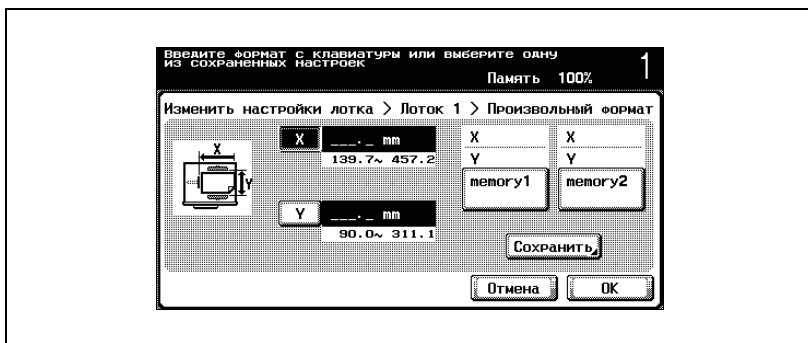 Введите формат с клавиатуры или выберите одну
из сохраненных настроек
Память 100% 1
Изменить настройки лотка > Лоток 1 > Произвольный формат
X ___._ mm
139.7~ 457.2
X
Y
Y ___._ mm
90.0~ 311.1
X X
Y Y
memory1 memory2
Сохранить
Отмена OK